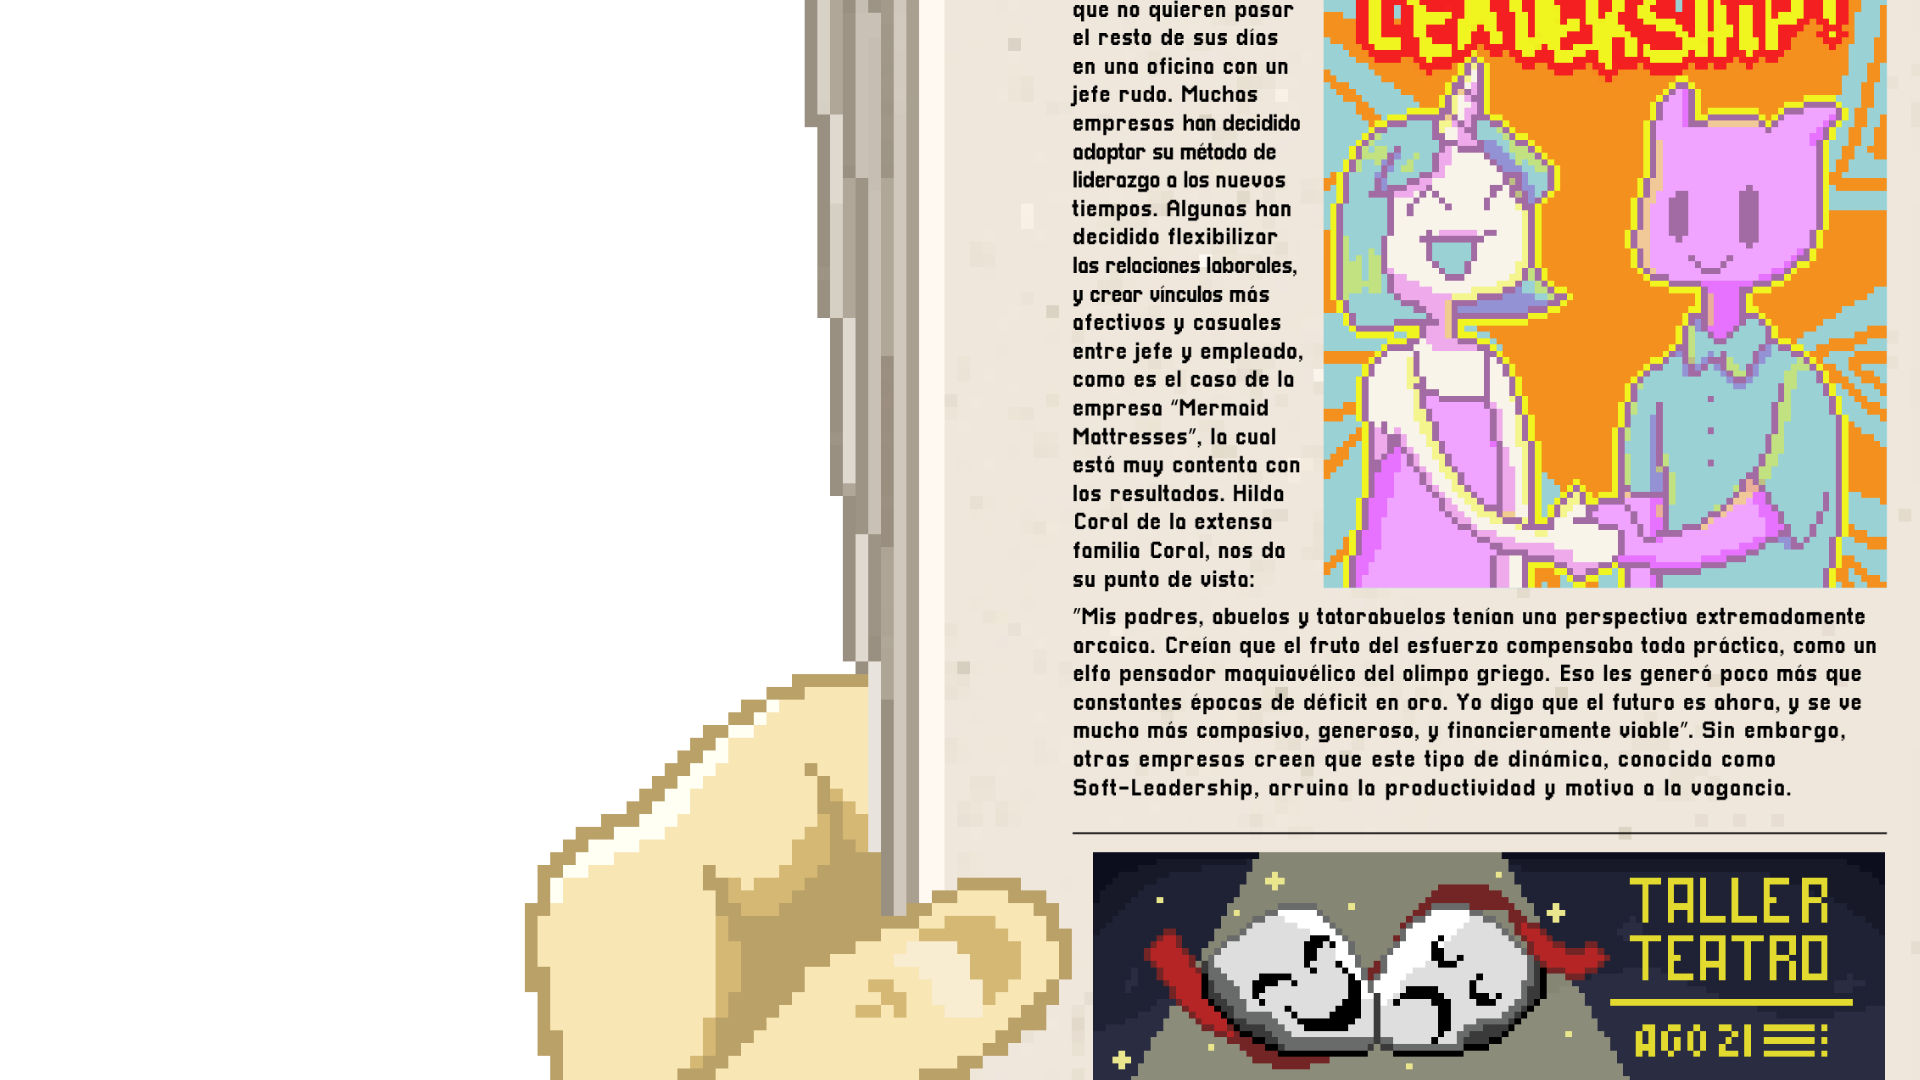 que no quieren pasar
el resto de sus días
en una oficina con un
jefe rudo. Muchas
empresas han decidido
adoptar su método de
liderazgo a los nuevos
tiempos. Algunas han
decidido flexibilizar
las relaciones laborales,
y crear vínculos más
afectivos y casuales
entre jefe y empleado,
como es el caso de la
empresa "Mermaid
Mattresses", la cual
está muy contenta con
los resultados. Hilda
Coral de la extensa
familia Coral, nos da
su punto de vista:
LEADERSHIP!
"Mis padres, abuelos y tatarabuelos tenían una perspectiva extremadamente
arcaica. Creían que el fruto del esfuerzo compensaba toda práctica, como un
elfo pensador maquiavélico del olimpo griego. Eso les generó poco más que
constantes épocas de déficit en oro. Yo digo que el futuro es ahora, y se ve
mucho más compasivo, generoso, y financieramente viable". Sin embargo,
otras empresas creen que este tipo de dinámica, conocida como
Soft-Leadership, arruina la productividad y motiva a la vagancia.
TALLER
TEATRO
AGO 21